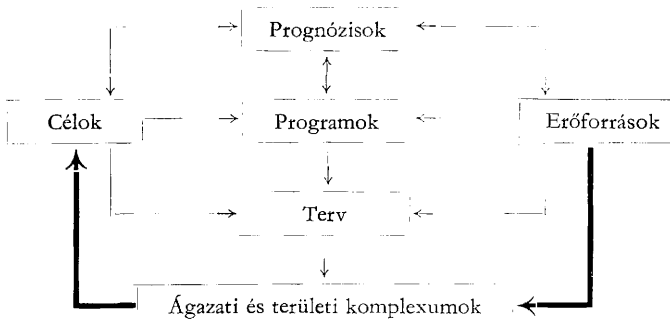 Prognózisok
Célok
Programok
Erőforrások
Terv
Ágazati és területi komplexumok